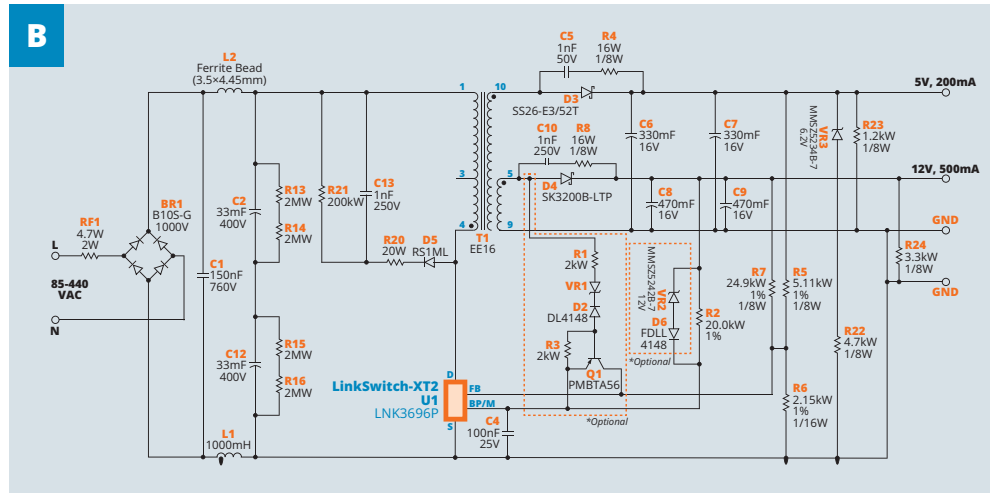 B
L2
Ferrite Bead
(3.5×4.45mm)
C5
1nF
50V
R4
16W
1/8W
1
10
5V, 200mA
D3
SS26-E3/52T
C10
1nF
250V
R8
16W
1/8W
C6
330mF
16V
C7
330mF
16V
MMSZ5234B-7
6.2V
VR3
R23
1.2kW
1/8W
3
5
12V, 500mA
D4
SK3200B-LTP
C8
470mF
16V
C9
470mF
16V
R13
2MW
R21
200kW
C13
1nF
250V
C2
33mF
400V
R14
2MW
BR1
B10S-G
1000V
RF1
4.7W
2W
4
T1
EE16
9
GND
L
85-440
VAC
N
R20
20W
D5
RS1ML
C1
150nF
760V
R1
2kW
VR1
D2
DL4148
R3
2kW
Q1
PMBTA56
MMSZ5242B-7
12V
VR2
D6
FDLL
4148
*Optional
R2
20.0kW
1%
R7
24.9kW
1%
1/8W
R5
5.11kW
1%
1/8W
R24
3.3kW
1/8W
GND
R22
4.7kW
1/8W
C12
33mF
400V
R15
2MW
R16
2MW
LinkSwitch-XT2
U1
LNK3696P
D
FB
BP/M
S
*Optional
R6
2.15kW
1%
1/16W
C4
100nF
25V
L1
1000mH